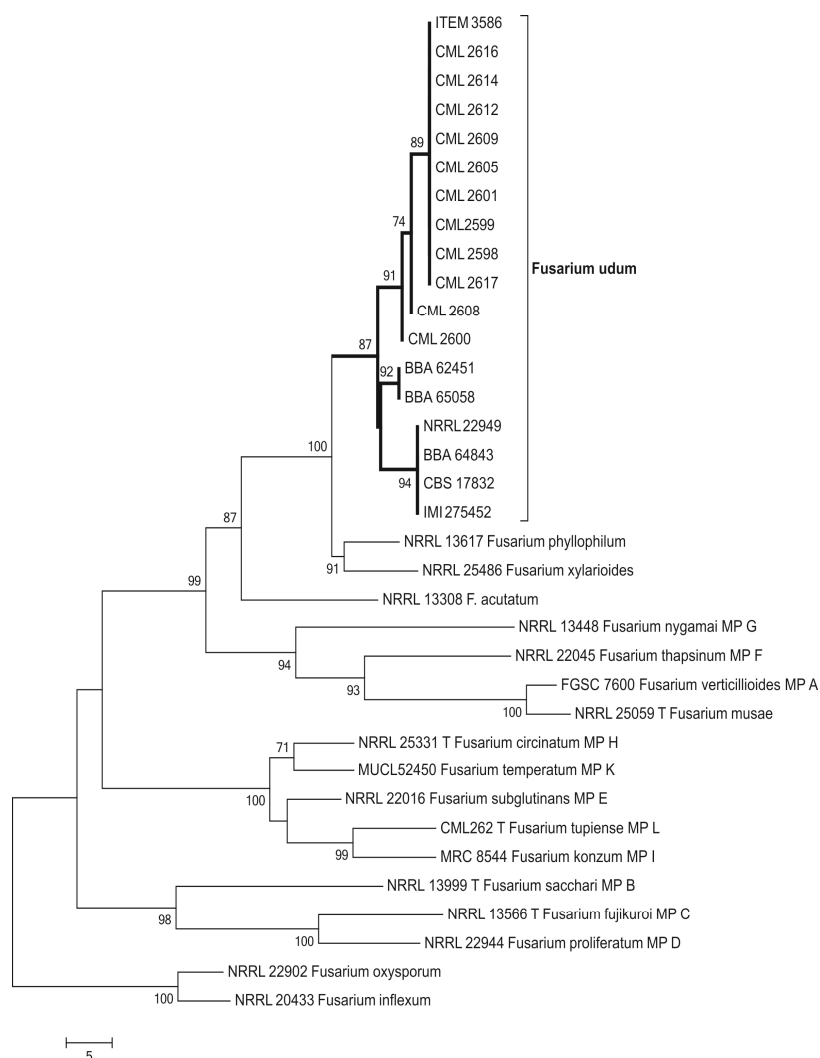 ITEM 3586
CML 2616
CML 2614
CML 2612
89
CML 2609
CML 2605
CML 2601
74
CML2599
CML 2598
Fusarium udum
91
CML 2617
CML 2608
CML 2600
87
92
BBA 62451
BBA 65058
NRRL 22949
100
BBA 64843
94
CBS 17832
IMI 275452
87
NRRL 13617 Fusarium phyllophilum
91
NRRL 25486 Fusarium xylarioides
99
NRRL 13308 F. acutatum
NRRL 13448 Fusarium nygamai MP G
94
NRRL 22045 Fusarium thapsinum MP F
93
FGSC 7600 Fusarium verticillioides MP A
100
NRRL 25059 T Fusarium musae
71
NRRL 25331 T Fusarium circinatum MP H
MUCL52450 Fusarium temperatum MP K
100
NRRL 22016 Fusarium subglutinans MP E
CML262 T Fusarium tupiense MP L
99
MRC 8544 Fusarium konzum MP I
NRRL 13999 T Fusarium sacchari MP B
98
NRRL 13566 T Fusarium fujikuroi MP C
100
NRRL 22944 Fusarium proliferatum MP D
NRRL 22902 Fusarium oxysporum
100
NRRL 20433 Fusarium inflexum
5